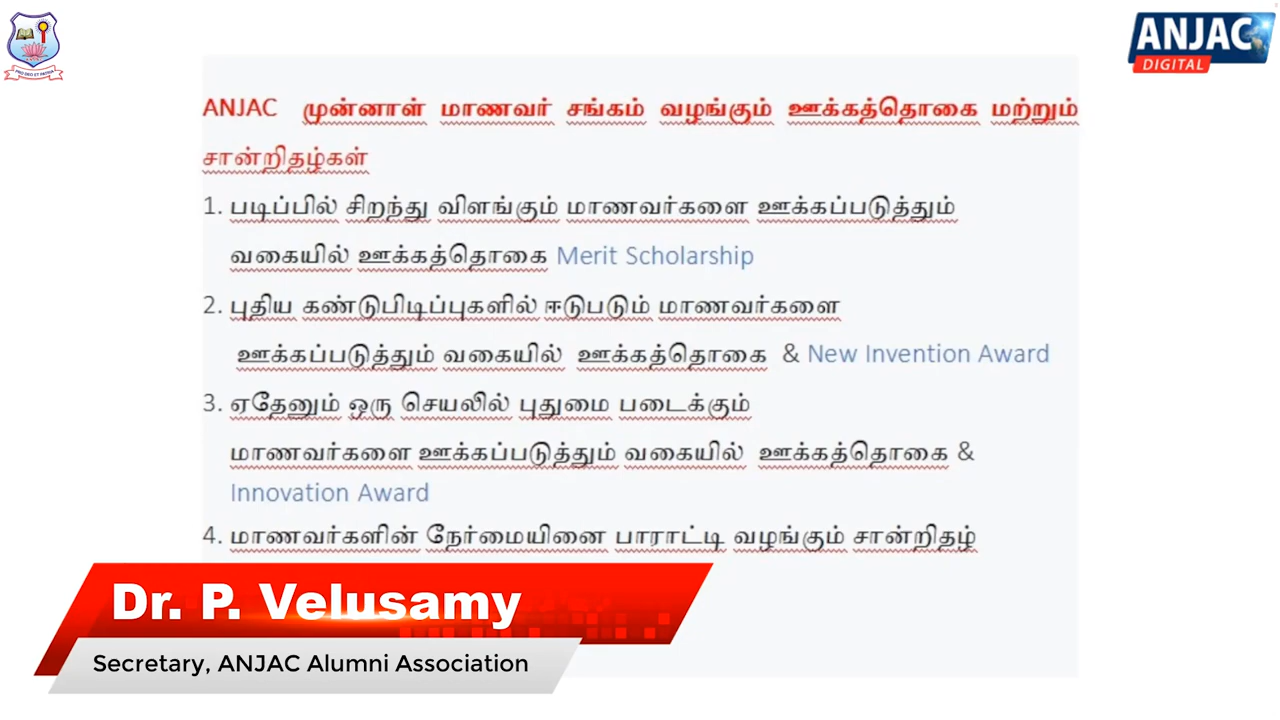 ANJAC
DIGITAL
ANJAC முன்னாள் மாணவர் சங்கம் வழங்கும் ஊக்கத்தொகை மற்றும்
சான்றிதழ்கள்
1. படிப்பில் சிறந்து விளங்கும் மாணவர்களை ஊக்கப்படுத்தும்
வகையில் ஊக்கத்தொகை Merit Scholarship
2. புதிய கண்டுபிடிப்புகளில் ஈடுபடும் மாணவர்களை
ஊக்கப்படுத்தும் வகையில் ஊக்கத்தொகை & New Invention Award
3. ஏதேனும் ஒரு செயலில் புதுமை படைக்கும்
மாணவர்களை ஊக்கப்படுத்தும் வகையில் ஊக்கத்தொகை &
Innovation Award
4. மாணவர்களின் நேர்மையினை பாராட்டி வழங்கும் சான்றிதழ்
Dr. P. Velusamy
Secretary, ANJAC Alumni Association